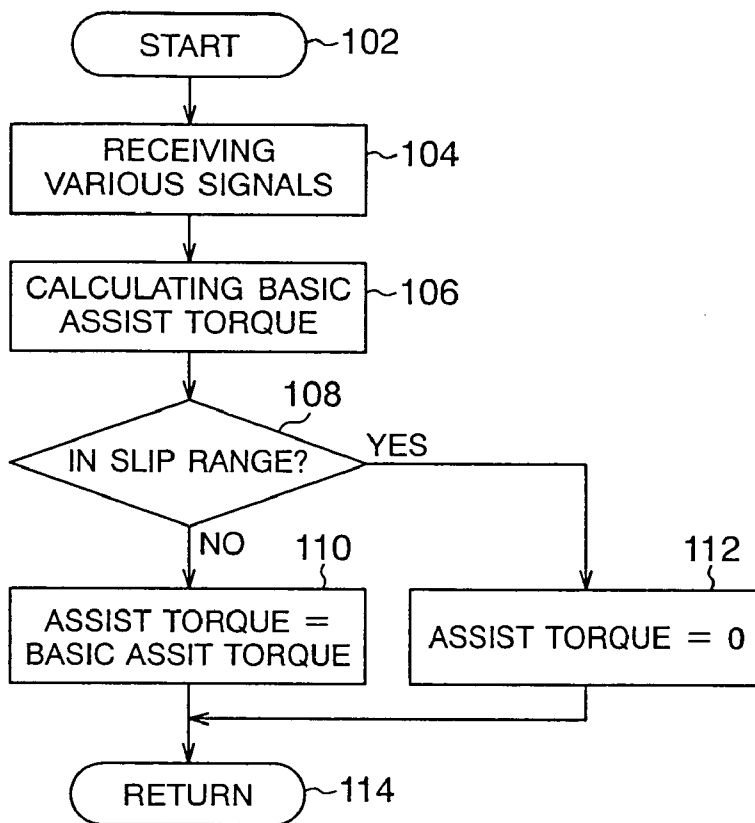 START
102
RECEIVING
VARIOUS SIGNALS
104
CALCULATING BASIC
ASSIST TORQUE
106
108
IN SLIP RANGE?
YES
NO
110
ASSIST TORQUE =
BASIC ASSIT TORQUE
112
ASSIST TORQUE = 0
RETURN
114